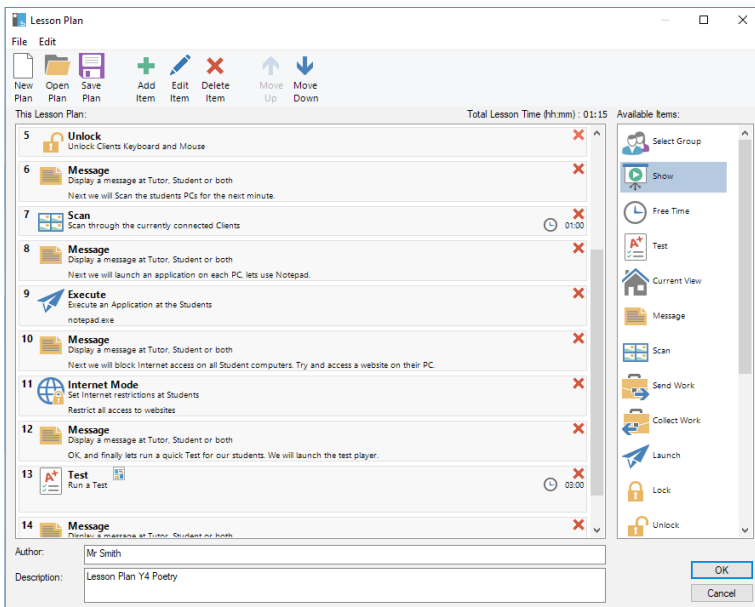 Lesson Plan
File Edit
New Plan
Open Plan
Save Plan
Add Item
Edit Item
Delete Item
Move Up
Move Down
This Lesson Plan:
Total Lesson Time (hh:mm) : 01:15
Available Items:
5 Unlock
Unlock Clients Keyboard and Mouse
6 Message
Display a message at Tutor, Student or both
Next we will Scan the students PCs for the next minute.
7 Scan
Scan through the currently connected Clients
01:00
8 Message
Display a message at Tutor, Student or both
Next we will launch an application on each PC, lets use Notepad.
9 Execute
Execute an Application at the Students
notepad.exe
10 Message
Display a message at Tutor, Student or both
Next we will block Internet access on all Student computers. Try and access a website on their PC.
11 Internet Mode
Set Internet restrictions at Students
Restrict all access to websites
12 Message
Display a message at Tutor, Student or both
OK, and finally lets run a quick Test for our students. We will launch the test player.
13 Test
Run a Test
03:00
14 Message
Display a message at Tutor, Student or both
Select Group
Show
Free Time
A+
Test
Current View
Message
Scan
Send Work
Collect Work
Launch
Lock
Unlock
Author:
Mr Smith
Description:
Lesson Plan Y4 Poetry
OK
Cancel